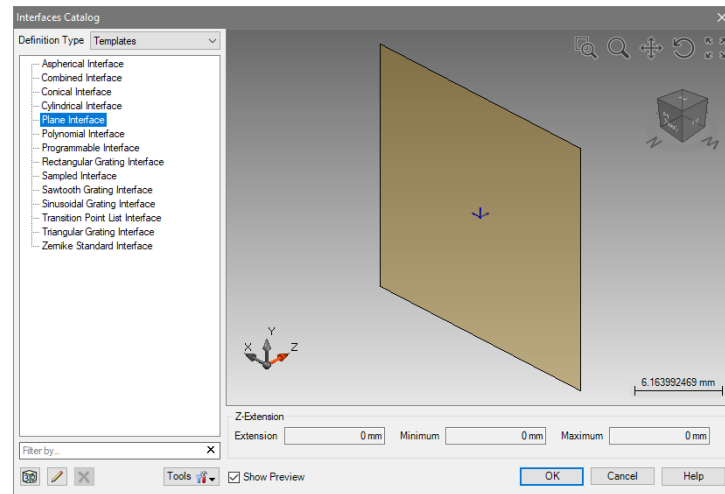 Interfaces Catalog
Definition Type Templates
Aspherical Interface
Combined Interface
Conical Interface
Cylindrical Interface
Plane Interface
Polynomial Interface
Programmable Interface
Rectangular Grating Interface
Sampled Interface
Sawtooth Grating Interface
Sinusoidal Grating Interface
Transition Point List Interface
Triangular Grating Interface
Zernike Standard Interface
Y
X Z
6.163992469 mm
Z-Extension
Extension 0 mm Minimum 0 mm Maximum 0 mm
Filter by...
Tools Show Preview OK Cancel Help